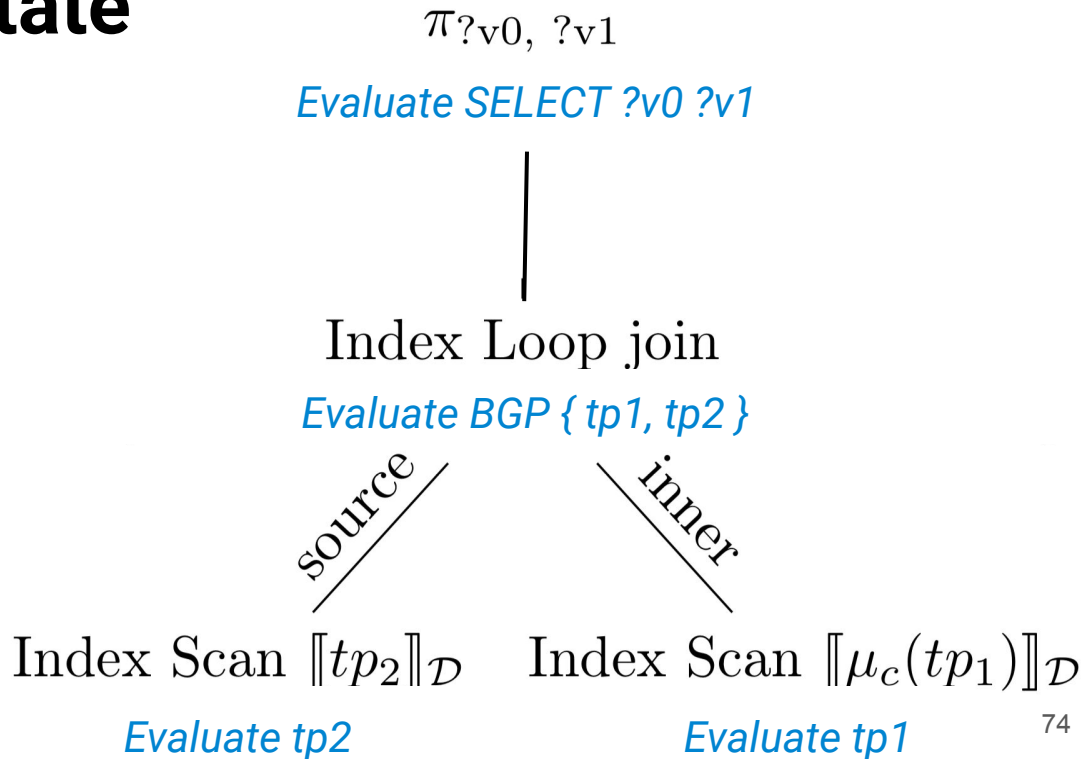 π?v0, ?v1
Evaluate SELECT ?v0 ?v1
Index Loop join
Evaluate BGP { tp1, tp2 }
source inner
Index Scan ⟦tp₂⟧𝒟 Index Scan ⟦μc(tp₁)⟧𝒟
Evaluate tp2 Evaluate tp1
74